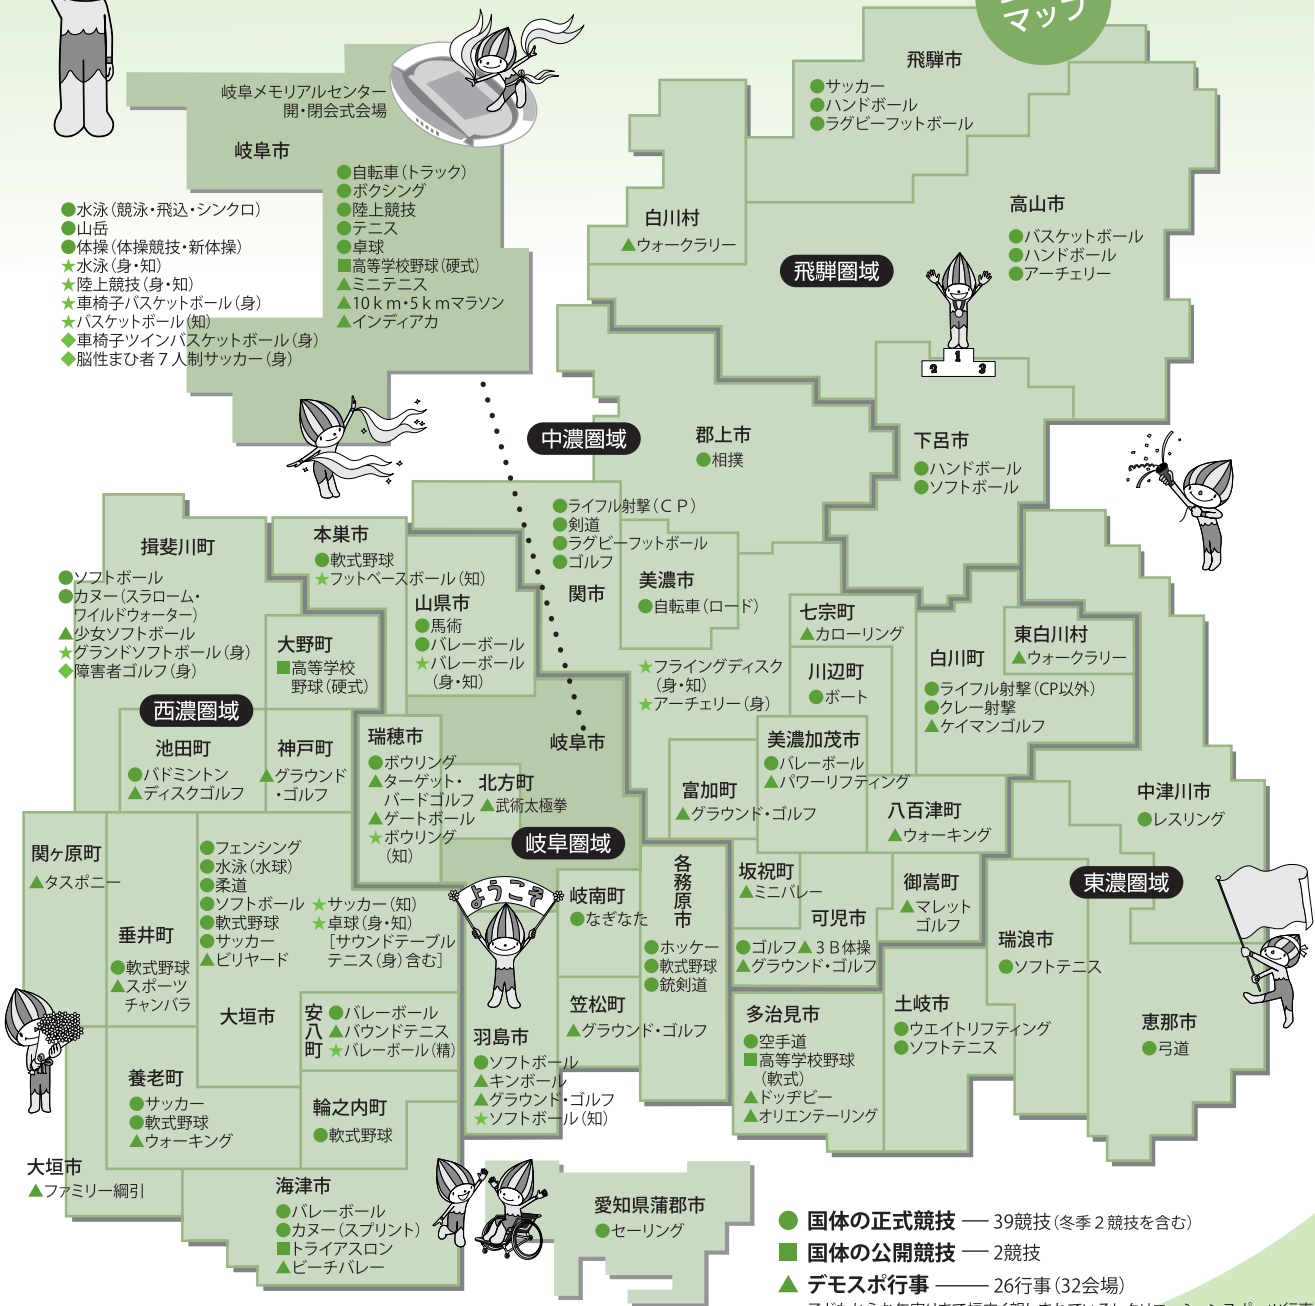 マップ
岐阜メモリアルセンター
開・閉会式会場
岐阜市
●水泳（競泳・飛込・シンクロ）
●山岳
●体操（体操競技・新体操）
★水泳（身・知）
★陸上競技（身・知）
★車椅子バスケットボール（身）
★バスケットボール（知）
◆車椅子ツインバスケットボール（身）
◆脳性まひ者７人制サッカー（身）
●自転車（トラック）
●ボクシング
●陸上競技
●テニス
●卓球
■高等学校野球（硬式）
▲ミニテニス
▲10ｋｍ・5ｋｍマラソン
▲インディアカ
飛騨市
●サッカー
●ハンドボール
●ラグビーフットボール
白川村
▲ウォークラリー
高山市
●バスケットボール
●ハンドボール
●アーチェリー
飛騨圏域
1
2 3
下呂市
●ハンドボール
●ソフトボール
中濃圏域
郡上市
●相撲
●ライフル射撃（ＣＰ）
●剣道
●ラグビーフットボール
●ゴルフ
関市
★フライングディスク
（身・知）
★アーチェリー（身）
美濃市
●自転車（ロード）
七宗町
▲カローリング
川辺町
●ボート
白川町
●ライフル射撃（CP以外）
●クレー射撃
▲ケイマンゴルフ
東白川村
▲ウォークラリー
美濃加茂市
●バレーボール
▲パワーリフティング
富加町
▲グラウンド・ゴルフ
八百津町
▲ウォーキング
坂祝町
▲ミニバレー
可児市
●ゴルフ▲３Ｂ体操
▲グラウンド・ゴルフ
御嵩町
▲マレット
ゴルフ
揖斐川町
●ソフトボール
●カヌー（スラローム・
ワイルドウォーター）
▲少女ソフトボール
★グランドソフトボール（身）
◆障害者ゴルフ（身）
本巣市
●軟式野球
★フットベースボール（知）
山県市
●馬術
●バレーボール
★バレーボール
（身・知）
大野町
■高等学校
野球（硬式）
西濃圏域
池田町
●バドミントン
▲ディスクゴルフ
神戸町
▲グラウンド
・ゴルフ
瑞穂市
●ボウリング
▲ターゲット・
バードゴルフ
▲ゲートボール
★ボウリング
（知）
北方町
▲武術太極拳
岐阜市
岐阜圏域
関ヶ原町
▲タスポニー
垂井町
●軟式野球
▲スポーツ
チャンバラ
●フェンシング
●水泳（水球）
●柔道
●ソフトボール
●軟式野球
●サッカー
▲ビリヤード
★サッカー（知）
★卓球（身・知）
［サウンドテーブル
テニス（身）含む］
大垣市
安八町
●バレーボール
▲バウンドテニス
★バレーボール（精）
養老町
●サッカー
●軟式野球
▲ウォーキング
輪之内町
●軟式野球
大垣市
▲ファミリー綱引
海津市
●バレーボール
●カヌー（スプリント）
■トライアスロン
▲ビーチバレー
ようこそ
岐南町
●なぎなた
笠松町
▲グラウンド・ゴルフ
羽島市
●ソフトボール
▲キンボール
▲グラウンド・ゴルフ
★ソフトボール（知）
各務原市
●ホッケー
●軟式野球
●銃剣道
東濃圏域
中津川市
●レスリング
瑞浪市
●ソフトテニス
恵那市
●弓道
土岐市
●ウエイトリフティング
●ソフトテニス
多治見市
●空手道
■高等学校野球
（軟式）
▲ドッヂビー
▲オリエンテーリング
愛知県蒲郡市
●セーリング
● 国体の正式競技 ── 39競技（冬季２競技を含む）
■ 国体の公開競技 ── 2競技
▲ デモスポ行事 ──── 26行事（32会場）